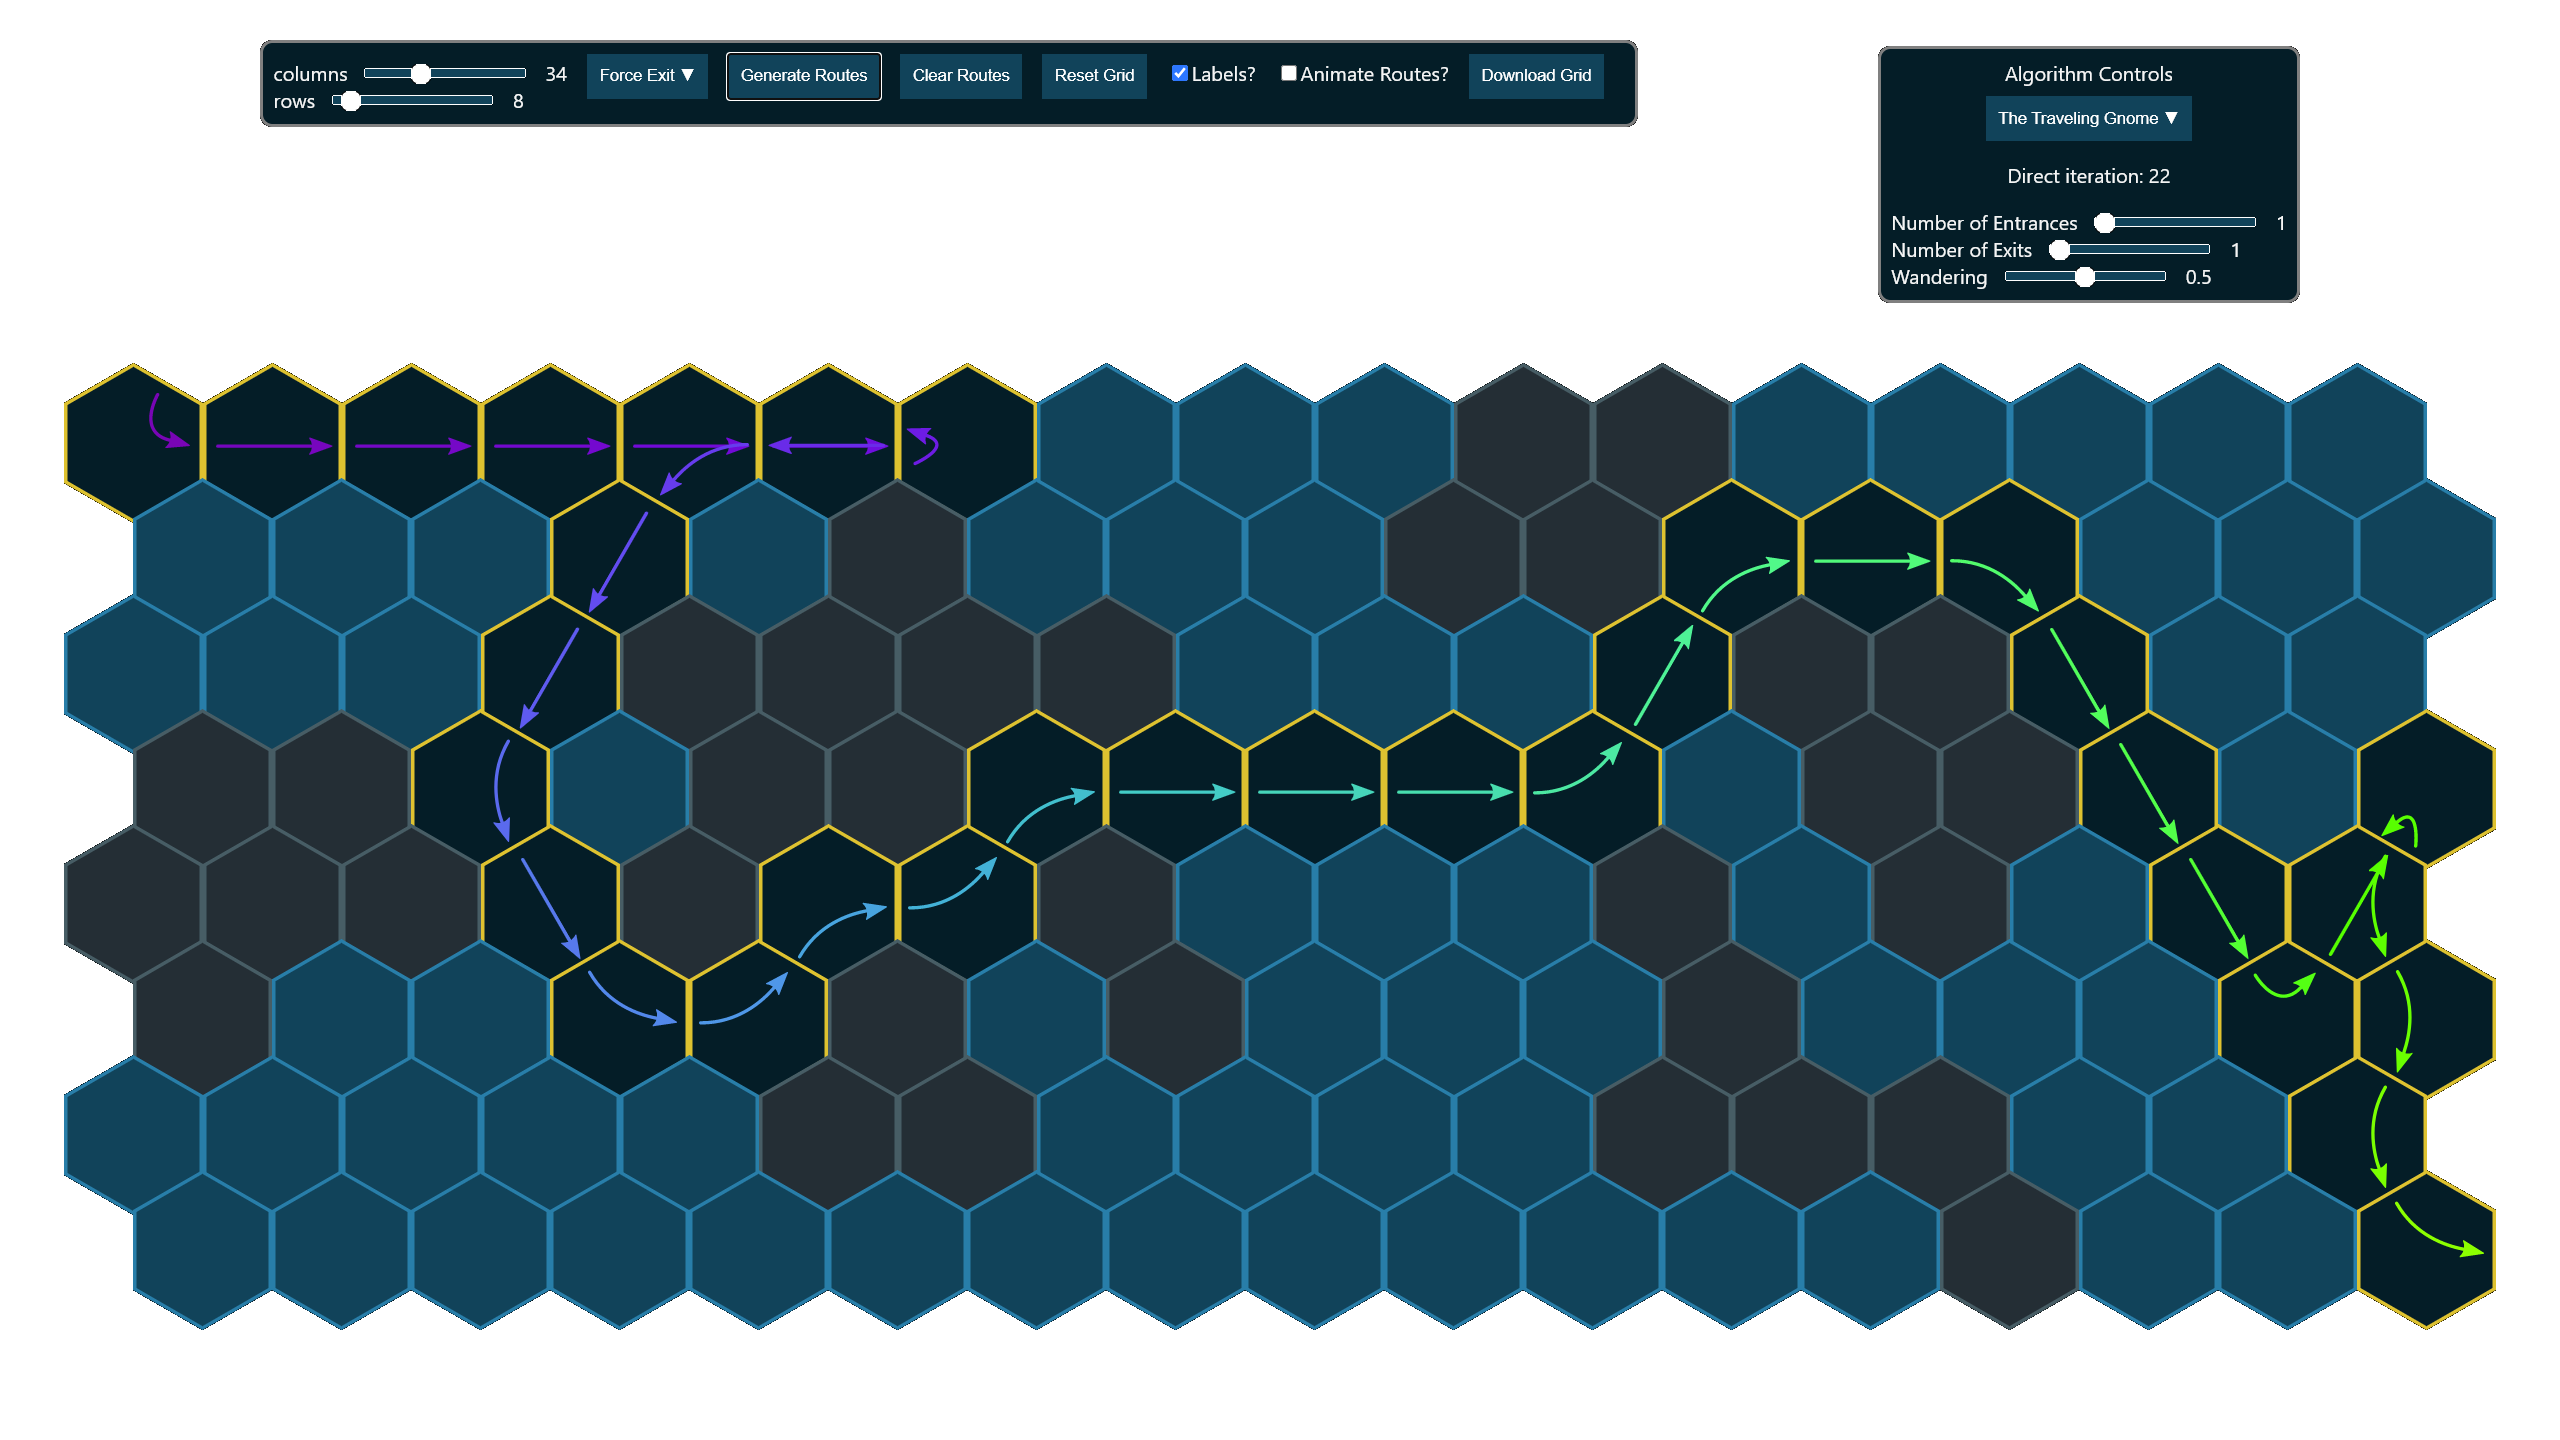 columns 34 Force Exit ▼ Generate Routes Clear Routes Reset Grid Labels? Animate Routes? Download Grid
rows 8
Algorithm Controls
The Traveling Gnome ▼
Direct iteration: 22
Number of Entrances 1
Number of Exits 1
Wandering 0.5